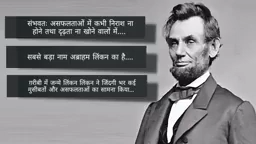 संभवतः असफलताओं में कभी निराश ना
होने तथा दृढ़ता ना खोने वालों में....
सबसे बड़ा नाम अब्राहम लिंकन का है....
गरीबी में जन्मे लिंकन लिंकन ने जिंदगी भर कई
मुसीबतों और असफलताओं का सामना किया...